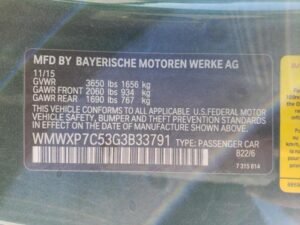 MFD BY BAYERISCHE MOTOREN WERKE AG
11/15
GVWR 3650 lbs 1656 kg
GAWR FRONT 2060 lbs 934 kg
GAWR REAR 1690 lbs 767 kg
THIS VEHICLE CONFORMS TO ALL APPLICABLE U.S.FEDERAL MOTOR
VEHICLE SAFETY, BUMPER AND THEFT PREVENTION STANDARDS
IN EFFECT ON THE DATE OF MANUFACTURE SHOWN ABOVE.
WMWXP7C53G3B33791 TYPE: PASSENGER CAR
822/6
7 315 614